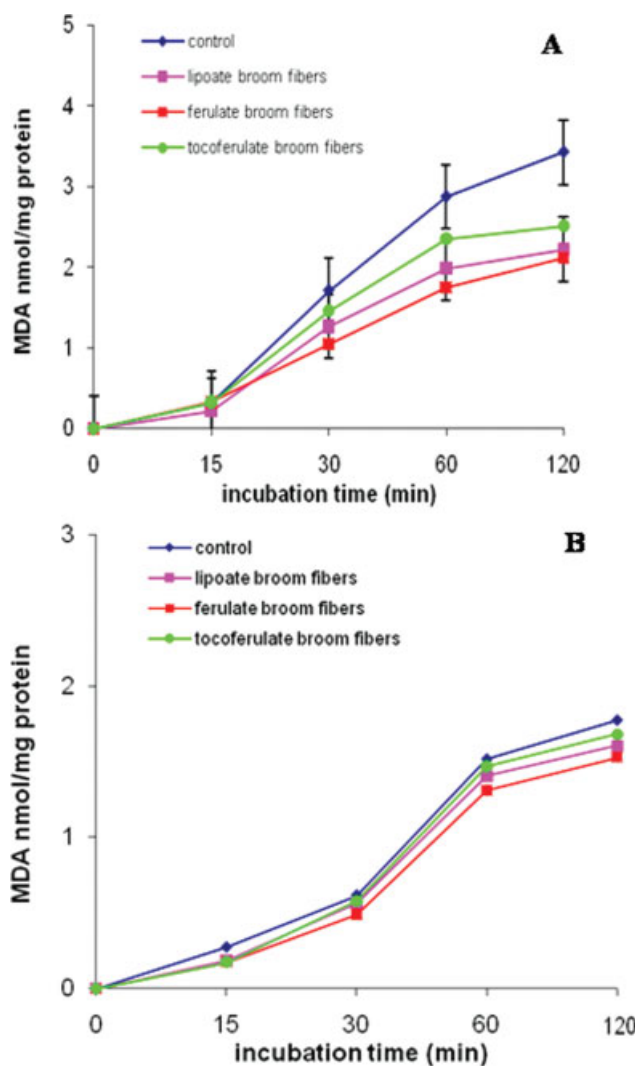 5
A
control
lipoate broom fibers
4
ferulate broom fibers
tocoferulate broom fibers
3
MDA nmol/mg protein
2
1
0
0 15 30 60 120
incubation time (min)
3
B
control
lipoate broom fibers
ferulate broom fibers
tocoferulate broom fibers
2
MDA nmol/mg protein
1
0
0 15 30 60 120
incubation time (min)